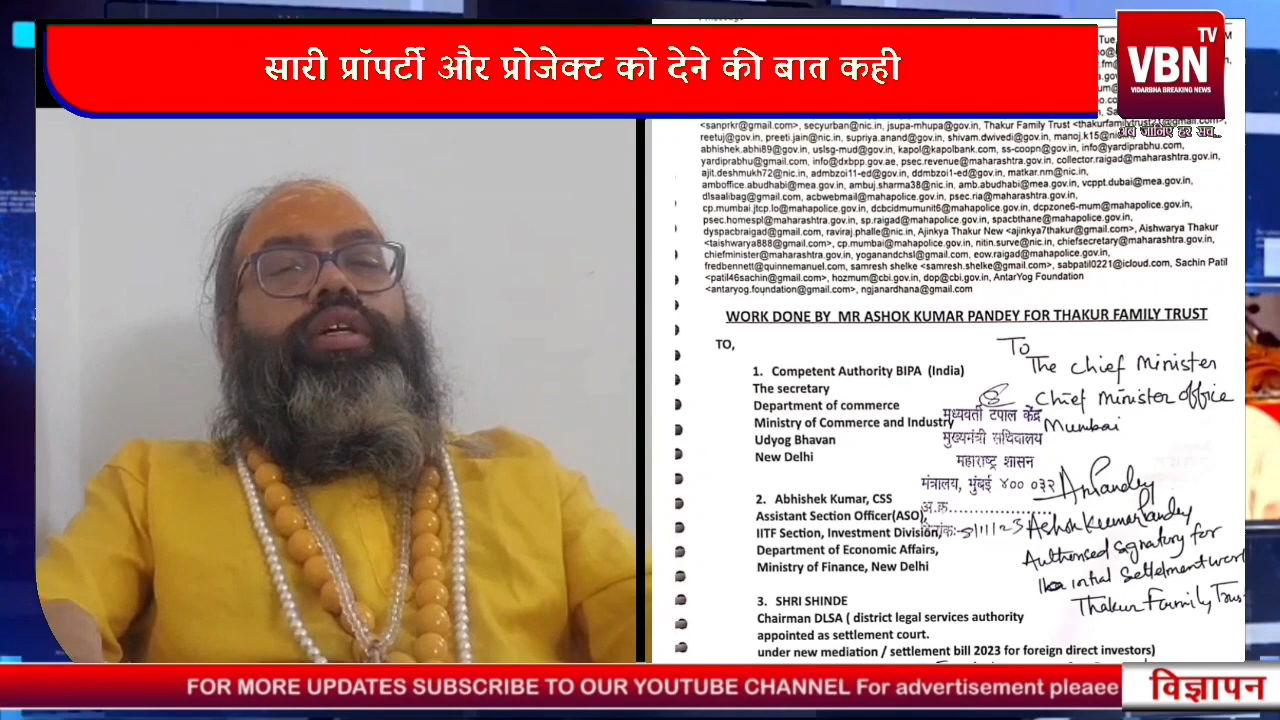 सारी प्रॉपर्टी और प्रोजेक्ट को देने की बात कही
TV
VBN
VIDARBHA BREAKING NEWS
अब जानिए हर सच..
<sanprkr@gmail.com>, secyurban@nic.in, jsupa-mhupa@gov.in, Thakur Family Trust
reetuj@gov.in, preeti.jain@nic.in, supriya.anand@gov.in, shivam.dwivedi@gov.in, manoj.k15@nic.in
abhishek.abhi89@gov.in, uslsg-mud@gov.in, kapol@kapolbank.com, ss-coopn@gov.in, info@yardiprabhu.com,
yardiprabhu@gmail.com, info@dxbpp.gov.ae, psec.revenue@maharashtra.gov.in, collector.raigad@maharashtra.gov.in,
ajit.deshmukh72@nic.in, admbzoi11-ed@gov.in, ddmbzoi1-ed@gov.in, matkar.nm@nic.in,
amboffice.abudhabi@mea.gov.in, ambuj.sharma38@nic.in, amb.abudhabi@mea.gov.in, vcppt.dubai@mea.gov.in,
dlsaalibag@gmail.com, acbwebmail@mahapolice.gov.in, psec.ria@maharashtra.gov.in,
cp.mumbai.jtcp.lo@mahapolice.gov.in, dcbcidmumunit6@mahapolice.gov.in, dcpzone6-mum@mahapolice.gov.in,
psec.homespl@maharashtra.gov.in, sp.raigad@mahapolice.gov.in, spacbthane@mahapolice.gov.in,
dyspacbraigad@gmail.com, raviraj.phalle@nic.in, Ajinkya Thakur New <ajinkya7thakur@gmail.com>, Aishwarya Thakur
<taishwarya888@gmail.com>, cp.mumbai@mahapolice.gov.in, nitin.surve@nic.in, chiefsecretary@maharashtra.gov.in,
chiefminister@maharashtra.gov.in, yoganandchsl@gmail.com, eow.raigad@mahapolice.gov.in,
fredbennett@quinnemanuel.com, samresh shelke <samresh.shelke@gmail.com>, sabpatil0221@icloud.com, Sachin Patil
<patil46sachin@gmail.com>, hozmum@cbi.gov.in, dop@cbi.gov.in, AntarYog Foundation
<antaryog.foundation@gmail.com>, ngjanardhana@gmail.com
WORK DONE BY MR ASHOK KUMAR PANDEY FOR THAKUR FAMILY TRUST
TO,
To
The Chief Minister
Chief Minister office
Mumbai
1. Competent Authority BIPA (India)
The secretary
Department of commerce
Ministry of Commerce and Industry
Udyog Bhavan
New Delhi
मध्यवर्ती टपाल केंद्र
मुख्यमंत्री सचिवालय
महाराष्ट्र शासन
मंत्रालय, मुंबई ४०० ०३२
अ.क्र....................
दिनांक:-5/11/23
APandey
Ashok Kumar Pandey
Authorised signatory for
settlement work
Thakur Family Trust
2. Abhishek Kumar, CSS
Assistant Section Officer(ASO),
IITF Section, Investment Division,
Department of Economic Affairs,
Ministry of Finance, New Delhi
3. SHRI SHINDE
Chairman DLSA ( district legal services authority
appointed as settlement court.
under new mediation / settlement bill 2023 for foreign direct investors)
FOR MORE UPDATES SUBSCRIBE TO OUR YOUTUBE CHANNEL For advertisement pleaee
विज्ञापन